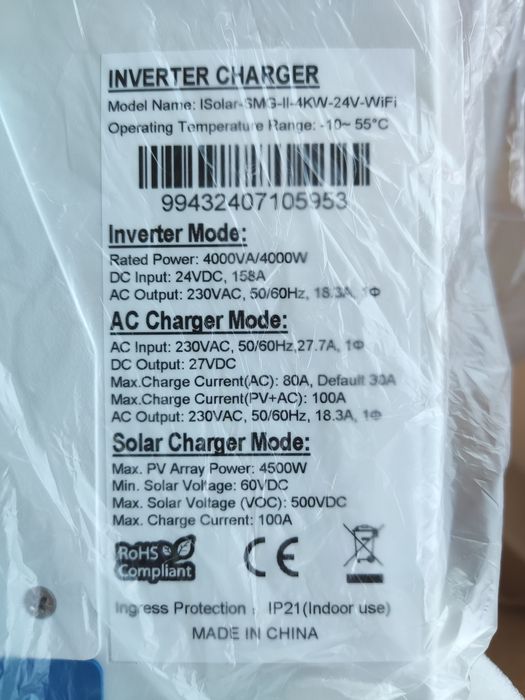 INVERTER CHARGER
Model Name: ISolar-SMG-II-4KW-24V-WiFi
Operating Temperature Range: -10~ 55°C
99432407105953
Inverter Mode:
Rated Power: 4000VA/4000W
DC Input: 24VDC, 158A
AC Output: 230VAC, 50/60Hz, 18.3A, 1Φ
AC Charger Mode:
AC Input: 230VAC, 50/60Hz,27.7A, 1Φ
DC Output: 27VDC
Max.Charge Current(AC): 80A, Default 30A
Max.Charge Current(PV+AC): 100A
AC Output: 230VAC, 50/60Hz, 18.3A, 1Φ
Solar Charger Mode:
Max. PV Array Power: 4500W
Min. Solar Voltage: 60VDC
Max. Solar Voltage (VOC): 500VDC
Max. Charge Current: 100A
RoHS
Compliant
CE
Ingress Protection : IP21(Indoor use)
MADE IN CHINA